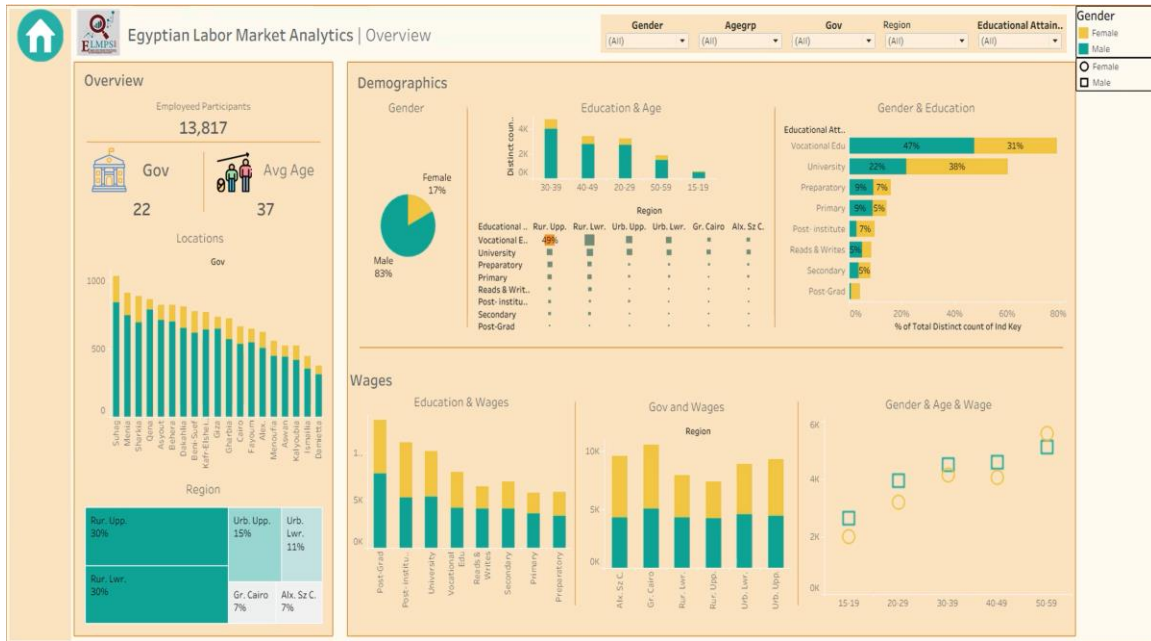 ELMPSI
Egyptian Labor Market Analytics | Overview
Gender
(All)
Agegrp
(All)
Gov
(All)
Region
(All)
Educational Attain..
(All)
Gender
Female
Male
Female
Male
Overview
Employeed Participants
13,817
Gov
22
Avg Age
37
Locations
Gov
1000
500
0
Suhag
Menia
Sharkia
Qena
Asyout
Behera
Dakahlia
Beni-Suef
Kafr-Elshei..
Giza
Gharbia
Cairo
Fayoum
Alex.
Menoufia
Aswan
Kalyoubia
Ismailia
Domietta
Region
Rur. Upp.
30%
Rur. Lwr.
30%
Urb. Upp.
15%
Urb.
Lwr.
11%
Gr. Cairo
7%
Alx. Sz C.
7%
Demographics
Gender
Female
17%
Male
83%
Education & Age
Distinct coun..
4K
2K
0K
30-39 40-49 20-29 50-59 15-19
Region
Educational .. Rur. Upp. Rur. Lwr. Urb. Upp. Urb. Lwr. Gr. Cairo Alx. Sz C.
Vocational E.. 49%
University
Preparatory
Primary
Reads & Writ..
Post- institu..
Secondary
Post-Grad
Gender & Education
Educational Att..
Vocational Edu 47% 31%
University 22% 38%
Preparatory 9% 7%
Primary 9% 5%
Post- institute 7%
Reads & Writes 5%
Secondary 5%
Post-Grad
0% 20% 40% 60% 80%
% of Total Distinct count of Ind Key
Wages
Education & Wages
1...
5K
0K
Post-Grad
Post- institu..
University
Vocational
Edu
Reads &
Writes
Secondary
Primary
Preparatory
Gov and Wages
Region
10K
5K
0K
Alx. Sz C.
Gr. Cairo
Rur. Lwr.
Rur. Upp.
Urb. Lwr.
Urb. Upp.
Gender & Age & Wage
6K
4K
2K
0K
15-19 20-29 30-39 40-49 50-59